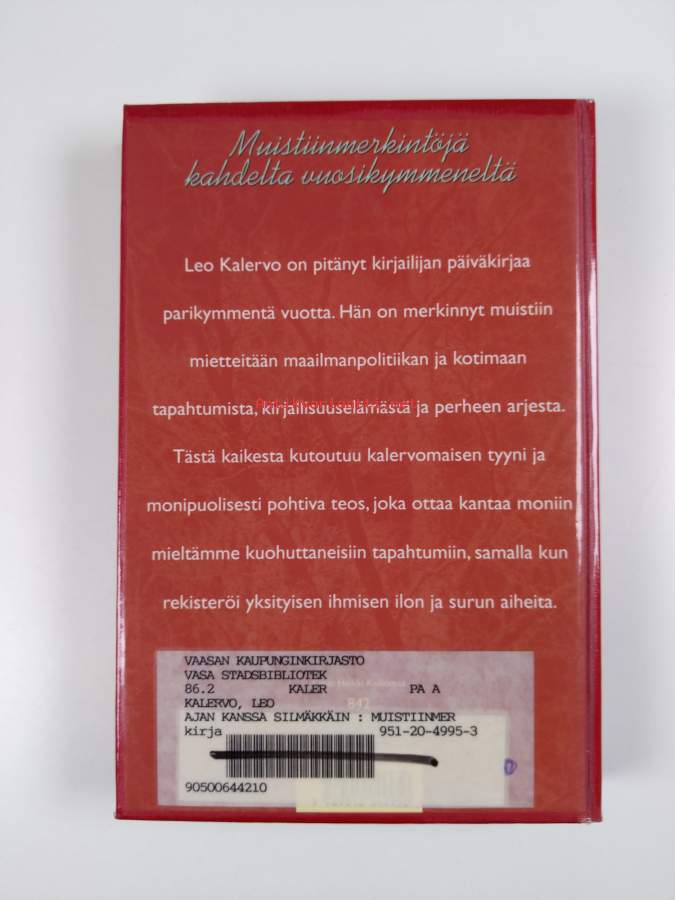 Muistiinmerkintöjä
kahdelta vuosikymmeneltä
Leo Kalervo on pitänyt kirjailijan päiväkirjaa
parikymmentä vuotta. Hän on merkinnyt muistiin
mietteitään maailmanpolitiikan ja kotimaan
tapahtumista, kirjallisuuselämästä ja perheen arjesta.
Tästä kaikesta kutoutuu kalervomaisen tyyni ja
monipuolisesti pohtiva teos, joka ottaa kantaa moniin
mieltämme kuohuttaneisiin tapahtumiin, samalla kun
rekisteröi yksityisen ihmisen ilon ja surun aiheita.
VAASAN KAUPUNGINKIRJASTO
VASA STADSBIBLIOTEK
86.2 KALER PA A
KALERVO, LEO
842
AJAN KANSSA SILMÄKKÄIN : MUISTIINMER
kirja 951-20-4995-3
90500644210